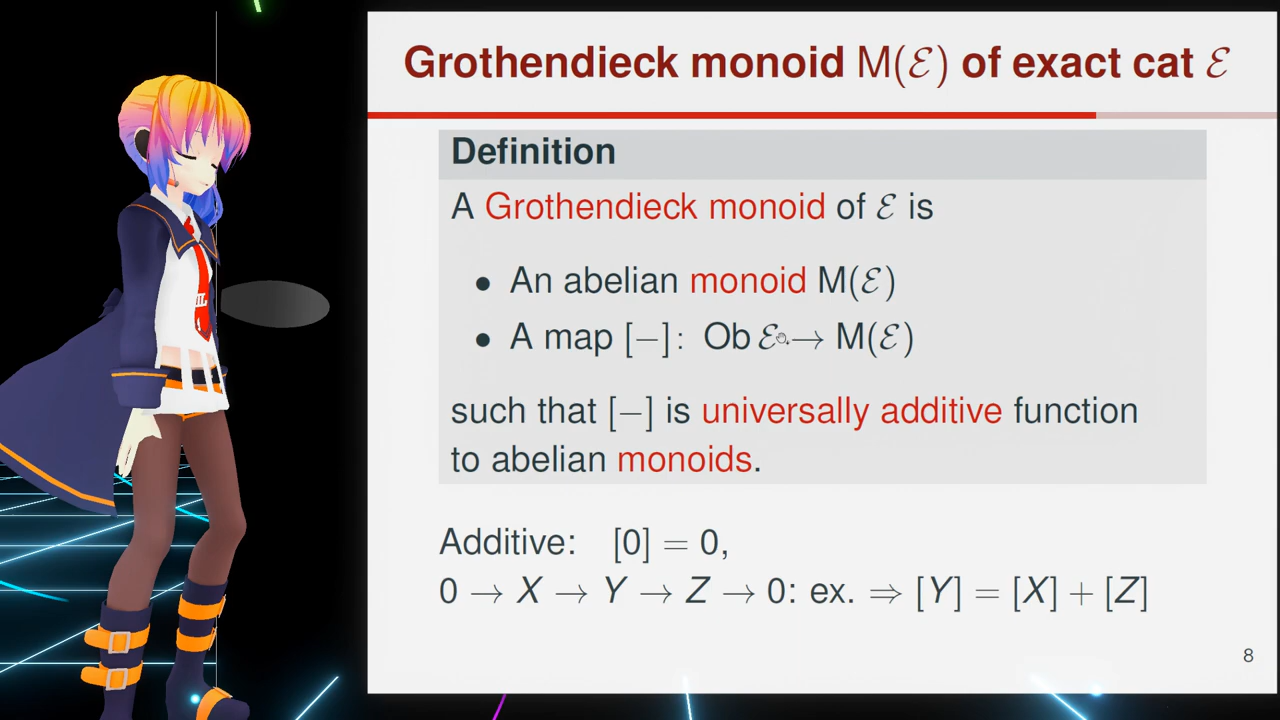 Grothendieck monoid M(ℰ) of exact cat ℰ
Definition
A Grothendieck monoid of ℰ is
• An abelian monoid M(ℰ)
• A map [−]: Ob ℰ → M(ℰ)
such that [−] is universally additive function
to abelian monoids.
Additive: [0] = 0,
0 → X → Y → Z → 0: ex. ⇒ [Y] = [X] + [Z]
8